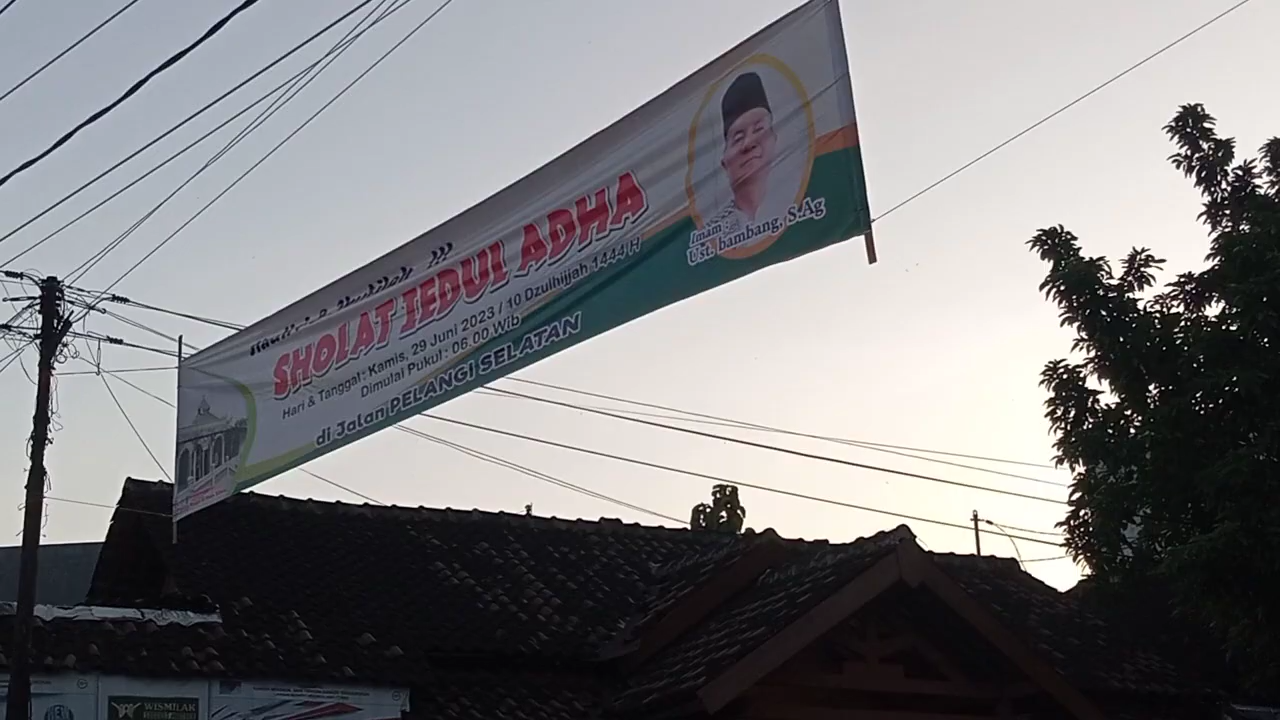 Hadirilah !!!
SHOLAT IEDUL ADHA
Hari & Tanggal : Kamis, 29 Juni 2023 / 10 Dzulhijjah 1444 H
Dimulai Pukul : 06.00 Wib
di Jalan PELANGI SELATAN
Imam :
Ust. bambang, S.Ag
WISMILAK